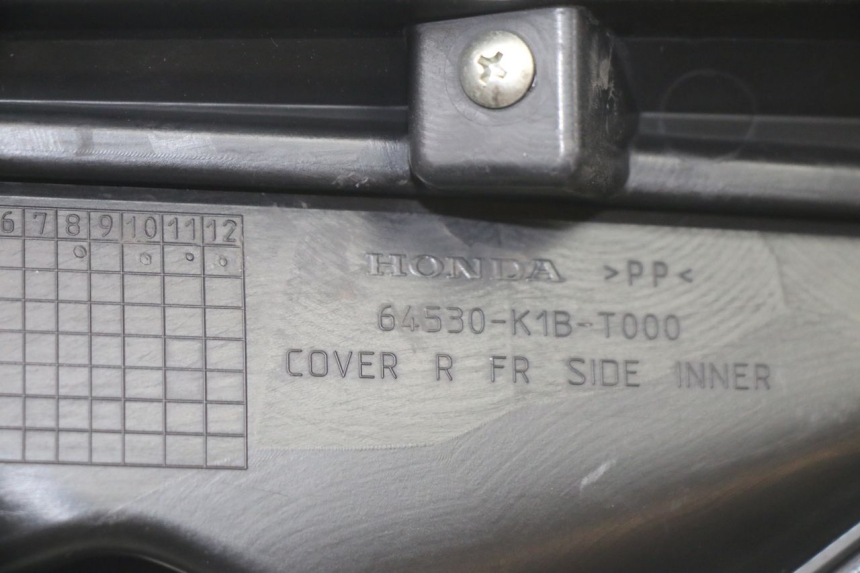 6 7 8 9 10 11 12
HONDA >PP<
64530-K1B-T000
COVER R FR SIDE INNER